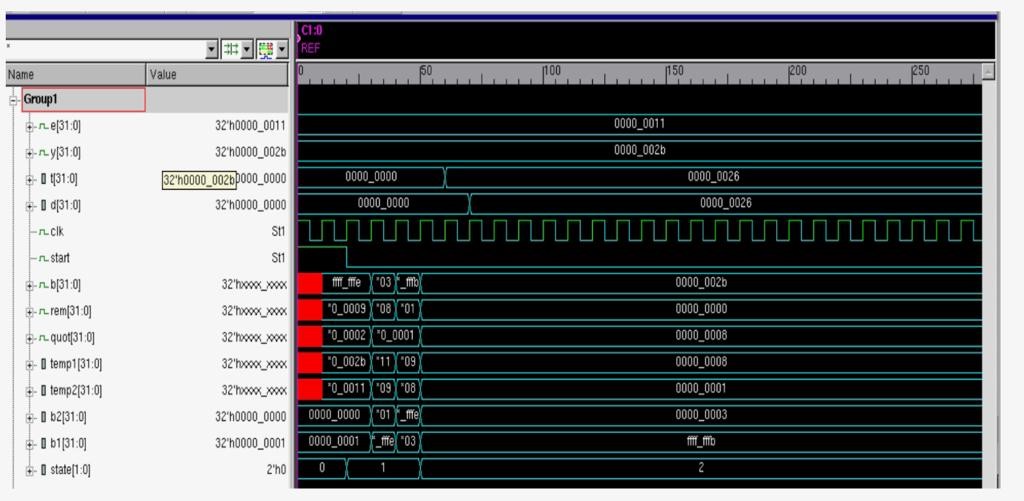 C1:0
REF
*
Name Value
0 50 100 150 200 250
Group1
e[31:0] 32'h0000_0011 0000_0011
y[31:0] 32'h0000_002b 0000_002b
t[31:0] 32'h0000_002b 0000_0000 0000_0000 0000_0026
d[31:0] 32'h0000_0000 0000_0000 0000_0026
clk St1
start St1
b[31:0] 32'hxxxx_xxxx ffff_fffe *03 *_fffb 0000_002b
rem[31:0] 32'hxxxx_xxxx *0_0009 *08 *01 0000_0000
quot[31:0] 32'hxxxx_xxxx *0_0002 *0_0001 0000_0008
temp1[31:0] 32'hxxxx_xxxx *0_002b *11 *09 0000_0008
temp2[31:0] 32'hxxxx_xxxx *0_0011 *09 *08 0000_0001
b2[31:0] 32'h0000_0000 0000_0000 *01 *_fffe 0000_0003
b1[31:0] 32'h0000_0001 0000_0001 *_fffe *03 ffff_fffb
state[1:0] 2'h0 0 1 2